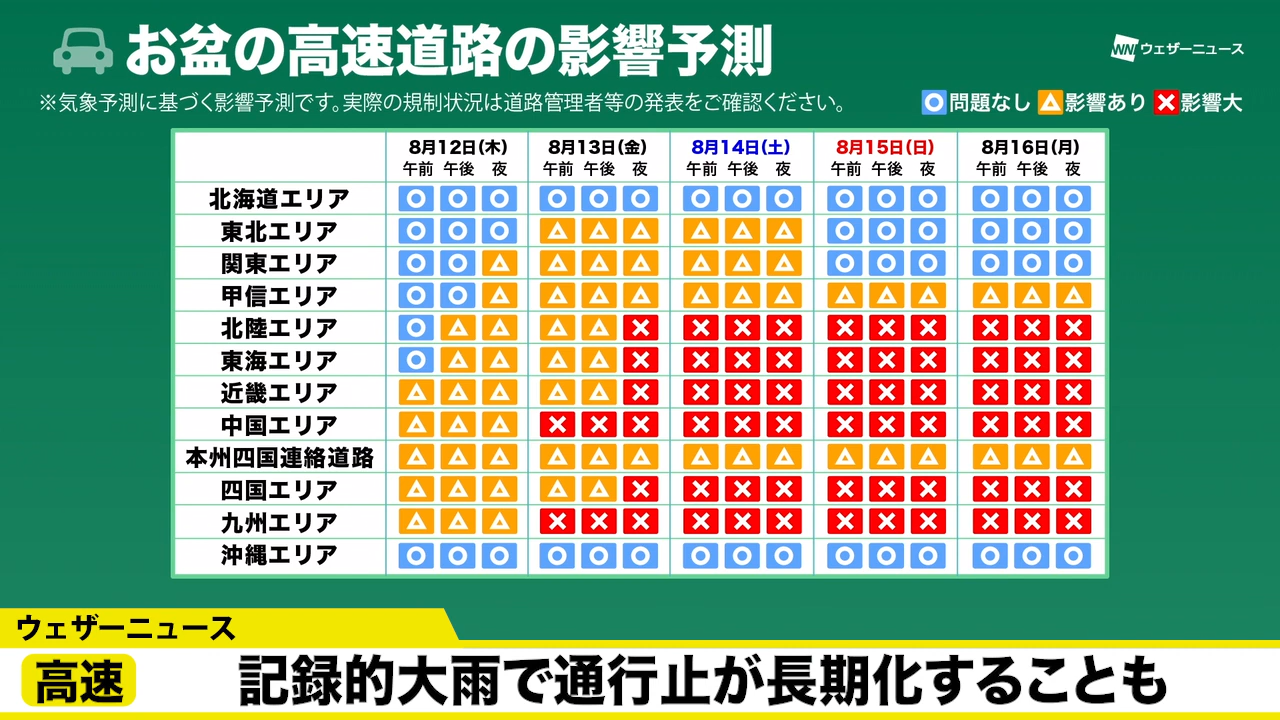 お盆の高速道路の影響予測
WN ウェザーニュース
※気象予測に基づく影響予測です。実際の規制状況は道路管理者等の発表をご確認ください。
問題なし 影響あり 影響大
8月12日(木) 8月13日(金) 8月14日(土) 8月15日(日) 8月16日(月)
午前 午後 夜 午前 午後 夜 午前 午後 夜 午前 午後 夜 午前 午後 夜
北海道エリア
東北エリア
関東エリア
甲信エリア
北陸エリア
東海エリア
近畿エリア
中国エリア
本州四国連絡道路
四国エリア
九州エリア
沖縄エリア
ウェザーニュース
高速 記録的大雨で通行止が長期化することも